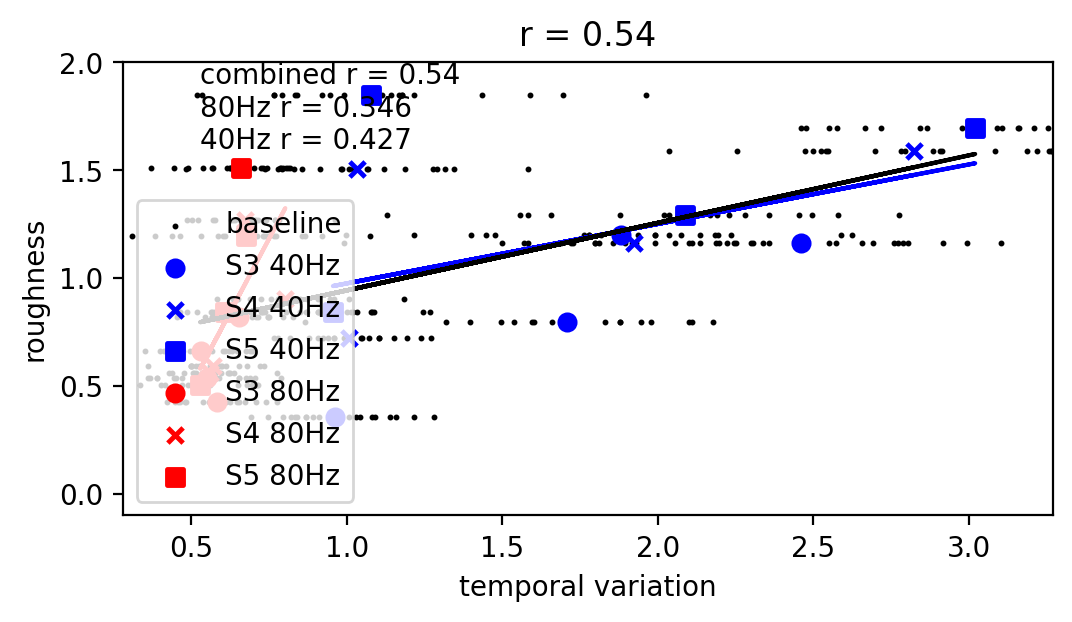 r = 0.54
combined r = 0.54
80Hz r = 0.346
40Hz r = 0.427
roughness
2.0
1.5
1.0
0.5
0.0
baseline
S3 40Hz
S4 40Hz
S5 40Hz
S3 80Hz
S4 80Hz
S5 80Hz
0.5 1.0 1.5 2.0 2.5 3.0
temporal variation